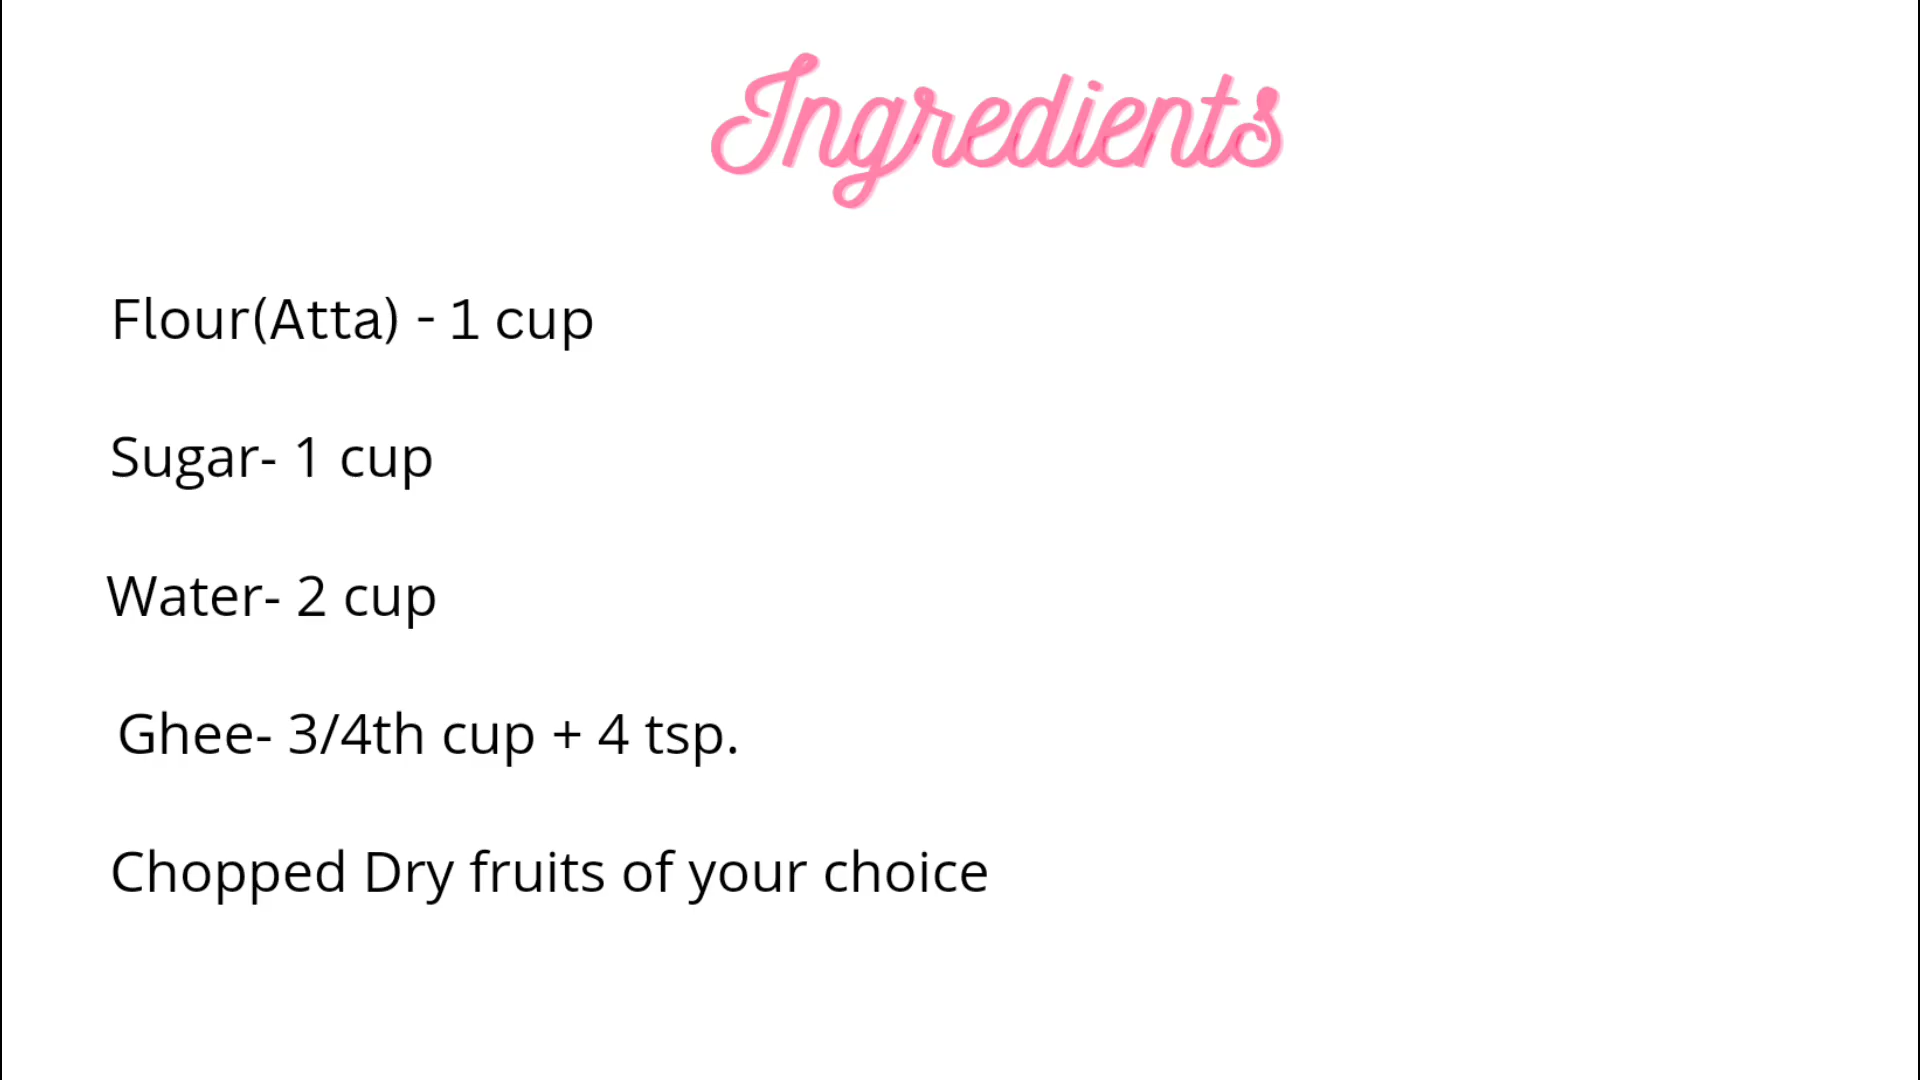 Ingredients
Flour(Atta) - 1 cup
Sugar- 1 cup
Water- 2 cup
Ghee- 3/4th cup + 4 tsp.
Chopped Dry fruits of your choice